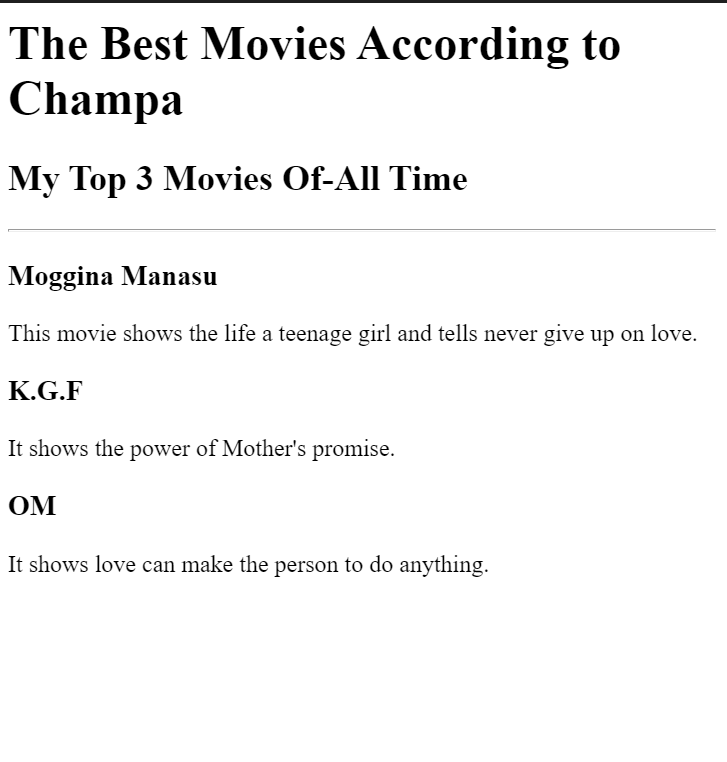 The Best Movies According to
Champa
My Top 3 Movies Of-All Time
Moggina Manasu
This movie shows the life a teenage girl and tells never give up on love.
K.G.F
It shows the power of Mother's promise.
OM
It shows love can make the person to do anything.